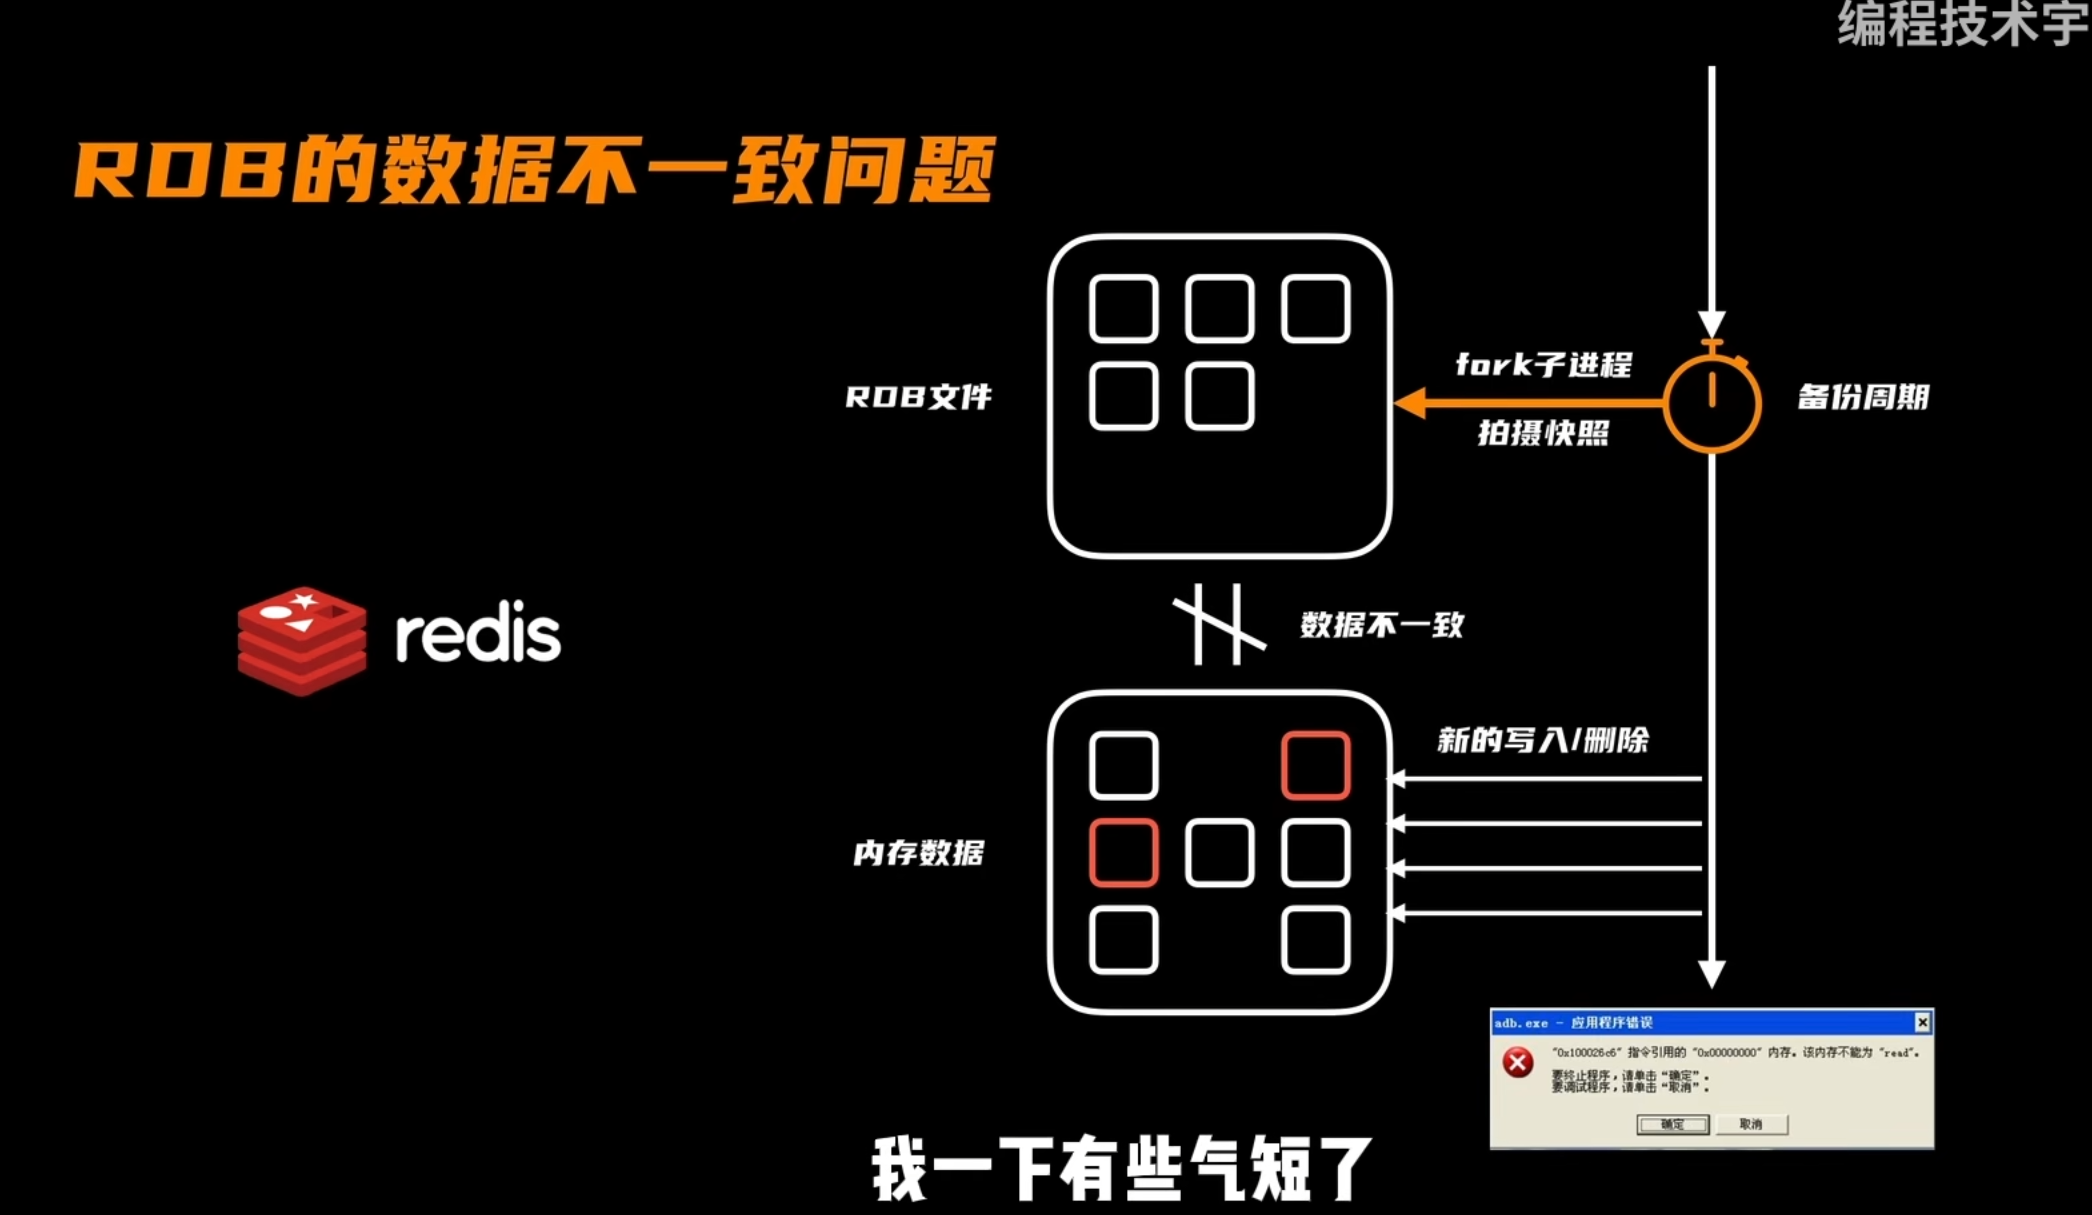 编程技术宇
RDB的数据不一致问题
fork子进程
RDB文件
备份周期
拍摄快照
redis
数据不一致
新的写入/删除
内存数据
adb.exe - 应用程序错误
"0x100026c6" 指令引用的 "0x00000000" 内存。该内存不能为 "read"。
要终止程序，请单击 "确定"。
要调试程序，请单击 "取消"。
确定
取消
我一下有些气短了